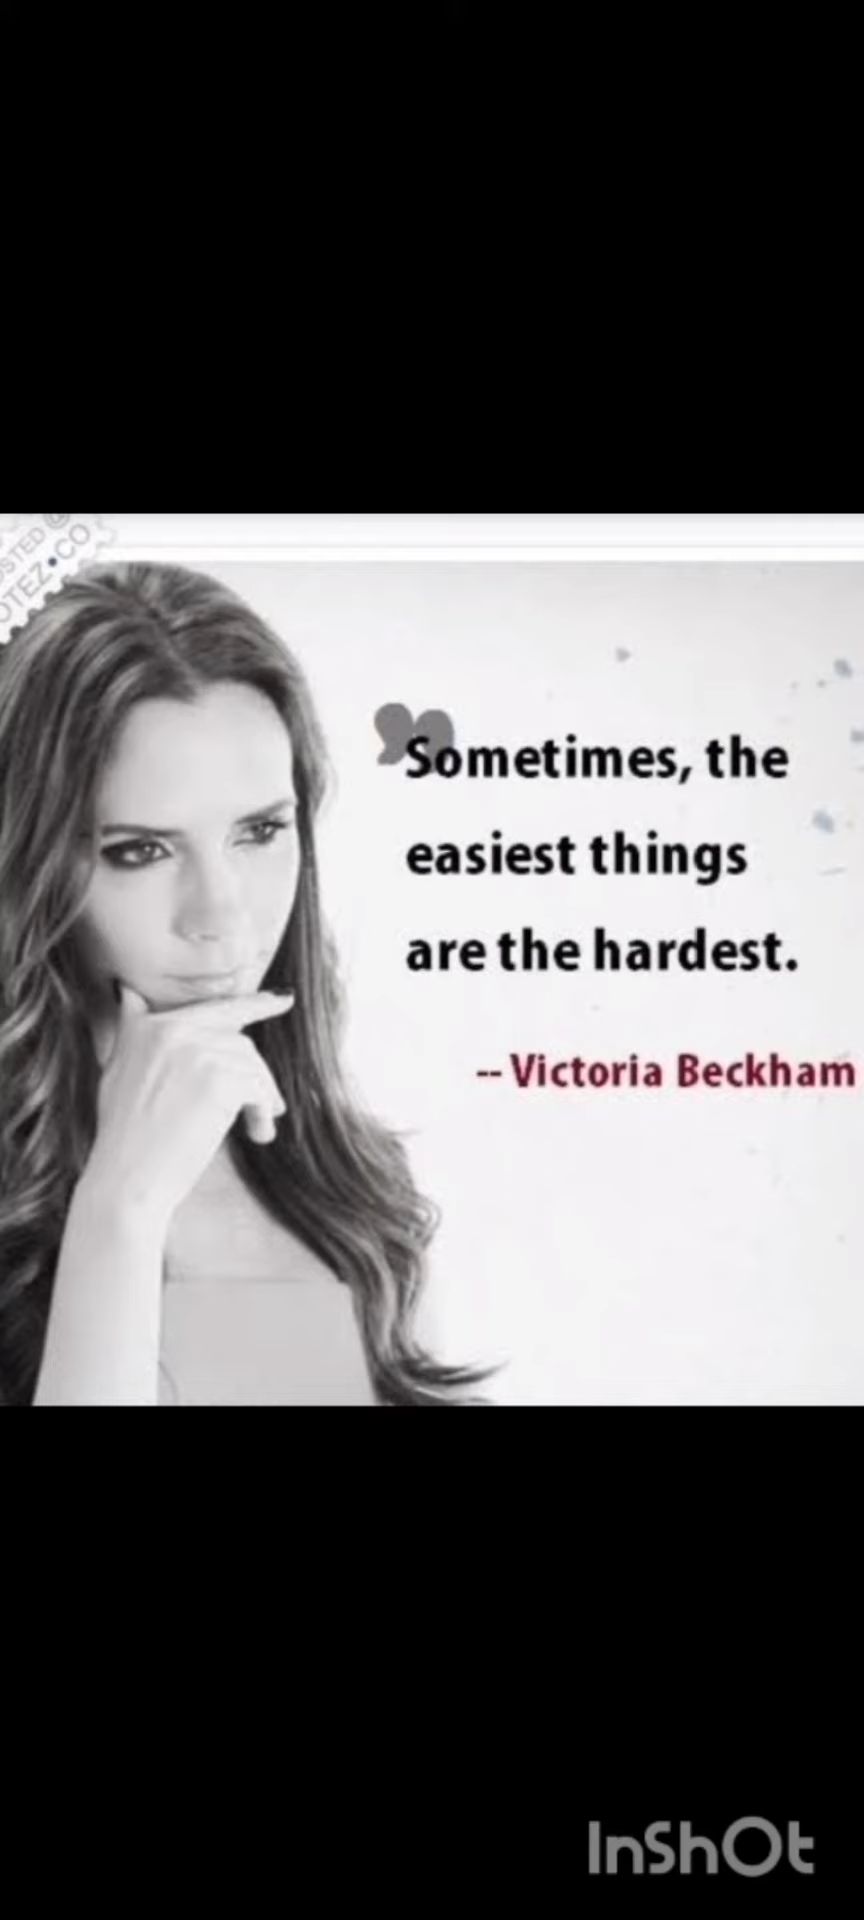 Sometimes, the
easiest things
are the hardest.
-- Victoria Beckham
InShOt